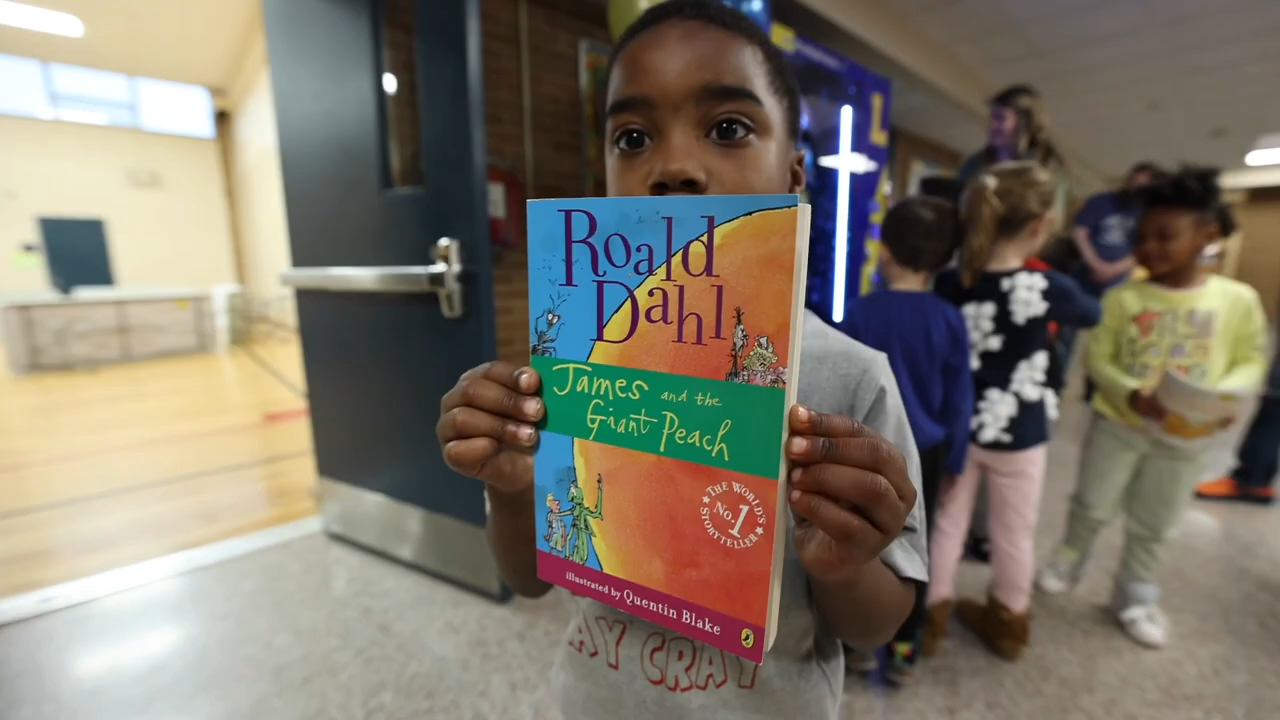 Roald
Dahl
James and the
Giant Peach
THE WORLD'S
No. 1
STORYTELLER
illustrated by Quentin Blake
AY CRAY